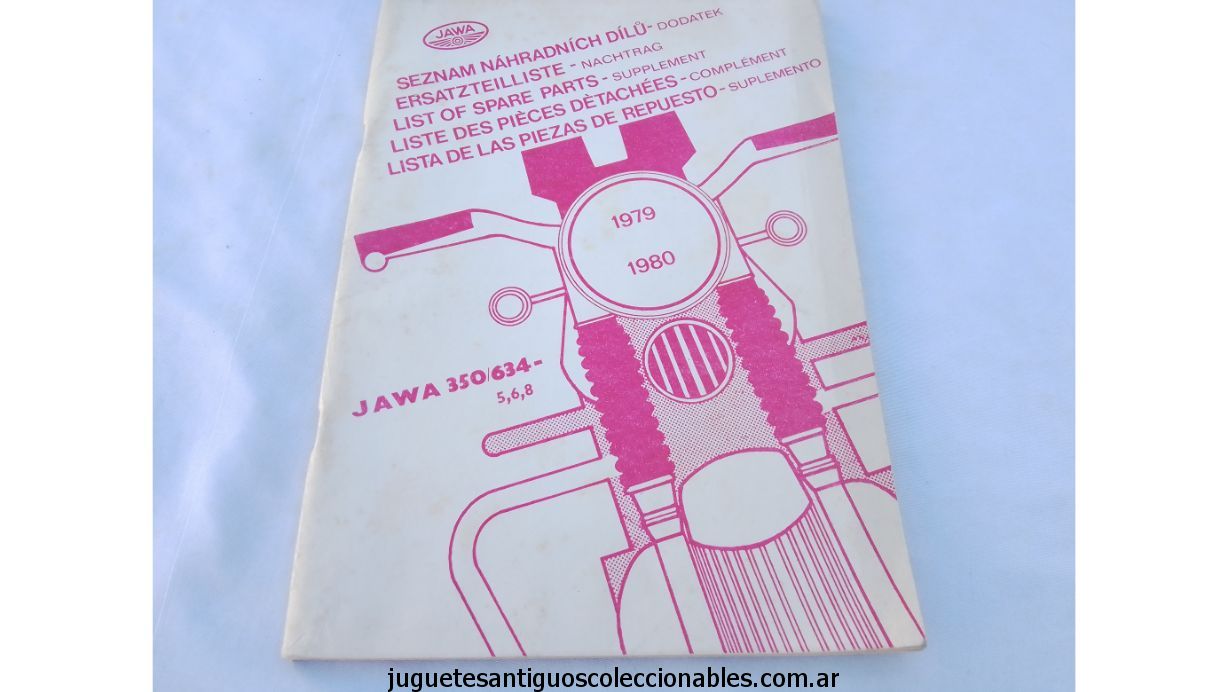 JAWA
SEZNAM NÁHRADNÍCH DÍLŮ - DODATEK
ERSATZTEILLISTE - NACHTRAG
LIST OF SPARE PARTS - SUPPLEMENT
LISTE DES PIÈCES DÈTACHÉES - COMPLÉMENT
LISTA DE LAS PIEZAS DE REPUESTO - SUPLEMENTO
1979
1980
JAWA 350/634-
5,6,8
juguetesantiguoscoleccionables.com.ar